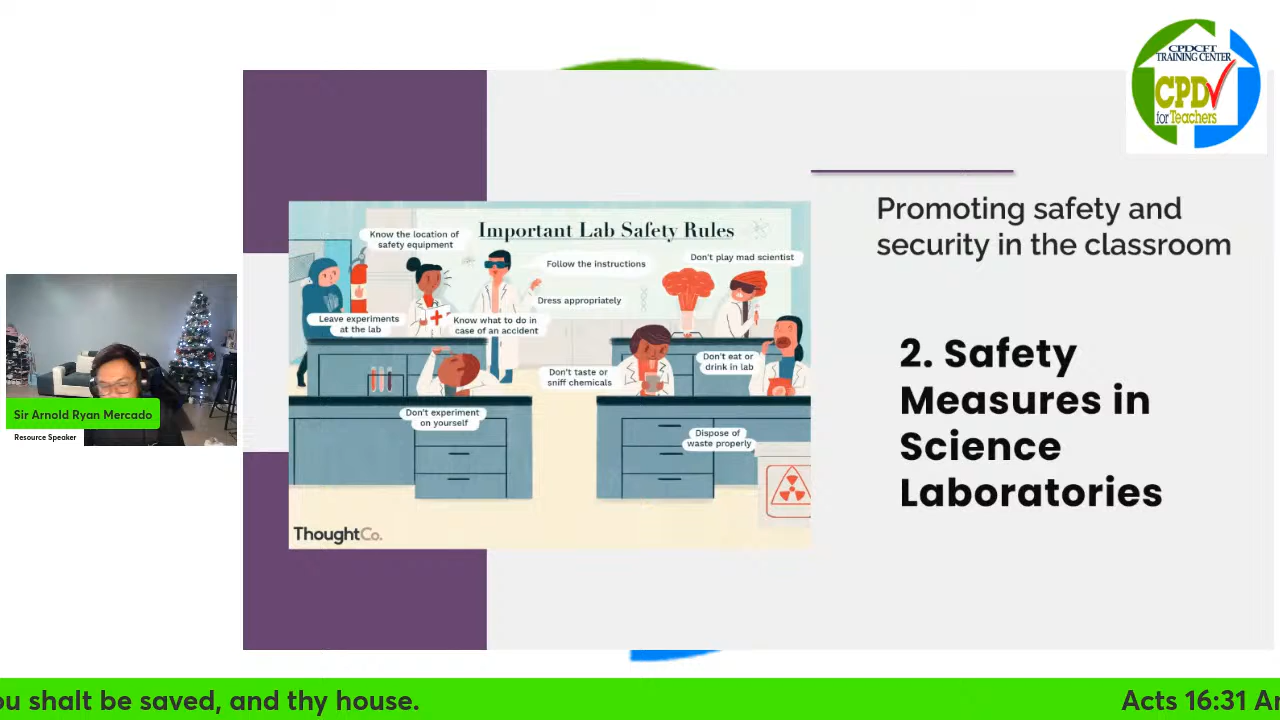 CPDCFT
TRAINING CENTER
CPD
for Teachers
Promoting safety and
security in the classroom
2. Safety
Measures in
Science
Laboratories
Important Lab Safety Rules
Know the location of
safety equipment
Follow the instructions
Don't play mad scientist
Dress appropriately
Leave experiments
at the lab
Know what to do in
case of an accident
Don't taste or
sniff chemicals
Don't eat or
drink in lab
Don't experiment
on yourself
Dispose of
waste properly
ThoughtCo.
Sir Arnold Ryan Mercado
Resource Speaker
ou shalt be saved, and thy house.
Acts 16:31 An